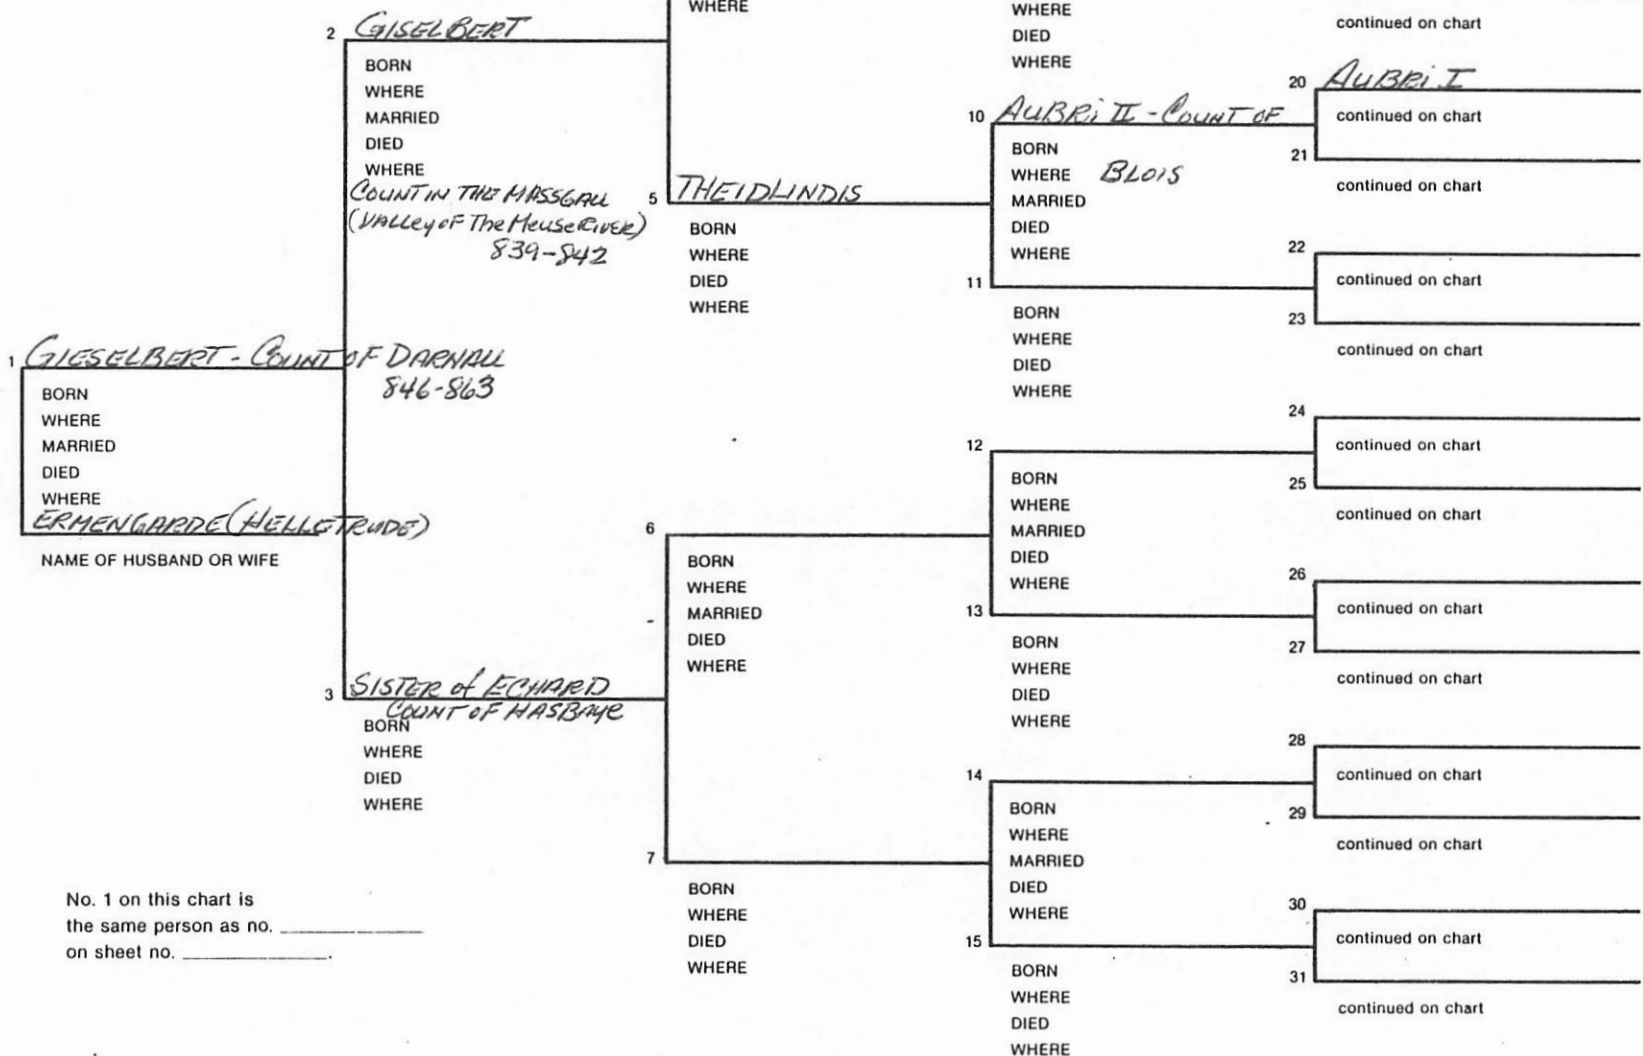 WHERE
2 GISELBERT
BORN
WHERE
MARRIED
DIED
WHERE
COUNT IN THE MASSGAU
(VALLEY OF The Meuse River)
839-842
1 GIESELBERT - COUNT OF DARNAU
846-863
BORN
WHERE
MARRIED
DIED
WHERE
ERMENGARDE (HELLETRUDE)
NAME OF HUSBAND OR WIFE
3 SISTER of ECHARD
COUNT OF HASBAYE
BORN
WHERE
DIED
WHERE
No. 1 on this chart is
the same person as no. ____________
on sheet no. ____________.
5 THEIDLINDIS
BORN
WHERE
DIED
WHERE
6
BORN
WHERE
MARRIED
DIED
WHERE
7
BORN
WHERE
DIED
WHERE
WHERE
DIED
WHERE
10 AUBRi II - COUNT OF
BORN
WHERE BLOIS
MARRIED
DIED
WHERE
11
BORN
WHERE
DIED
WHERE
12
BORN
WHERE
MARRIED
DIED
WHERE
13
BORN
WHERE
DIED
WHERE
14
BORN
WHERE
MARRIED
DIED
WHERE
15
BORN
WHERE
DIED
WHERE
continued on chart
20 AUBRi I
continued on chart
21
continued on chart
22
continued on chart
23
continued on chart
24
continued on chart
25
continued on chart
26
continued on chart
27
continued on chart
28
continued on chart
29
continued on chart
30
continued on chart
31
continued on chart